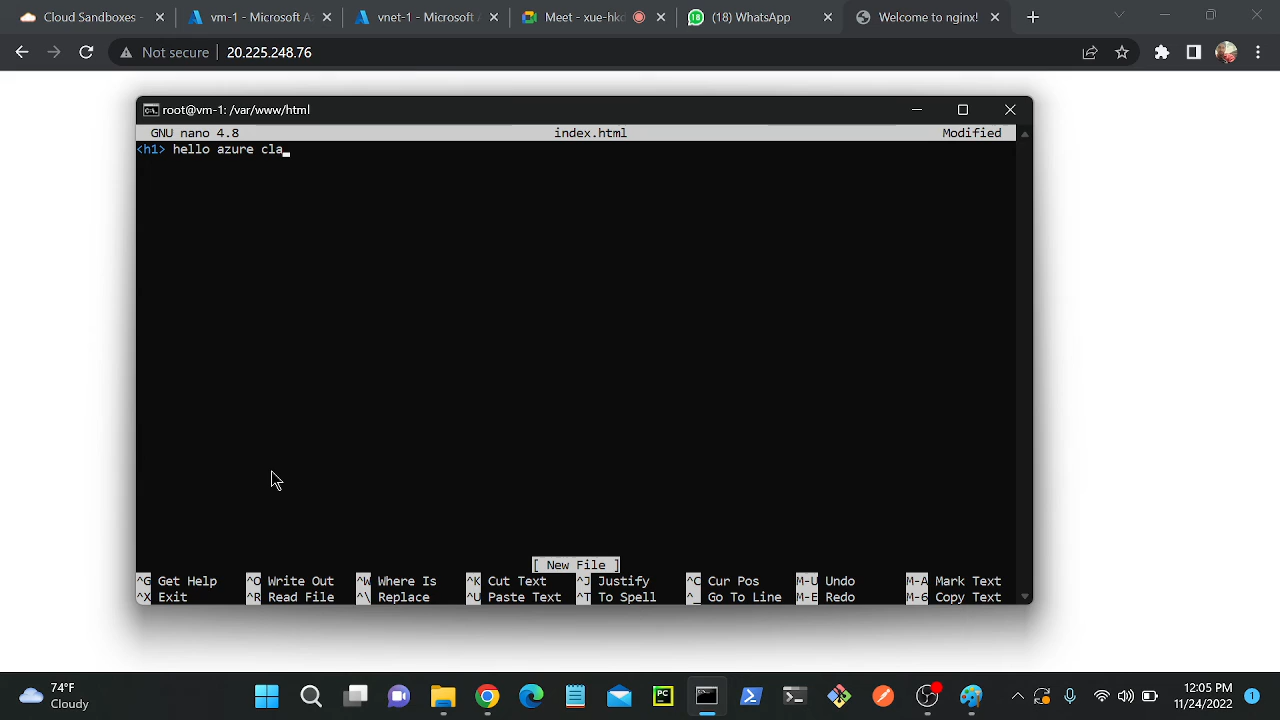 Cloud Sandboxes -
vm-1 - Microsoft Az
vnet-1 - Microsoft A
Meet - xue-hkd
(18) WhatsApp
Welcome to nginx!
Not secure
20.225.248.76
root@vm-1: /var/www/html
GNU nano 4.8 index.html Modified
<h1> hello azure cla
[ New File ]
^G Get Help ^O Write Out ^W Where Is ^K Cut Text ^J Justify ^C Cur Pos M-U Undo M-A Mark Text
^X Exit ^R Read File ^\ Replace ^U Paste Text ^T To Spell ^_ Go To Line M-E Redo M-6 Copy Text
74°F
Cloudy
12:05 PM
11/24/2022
1